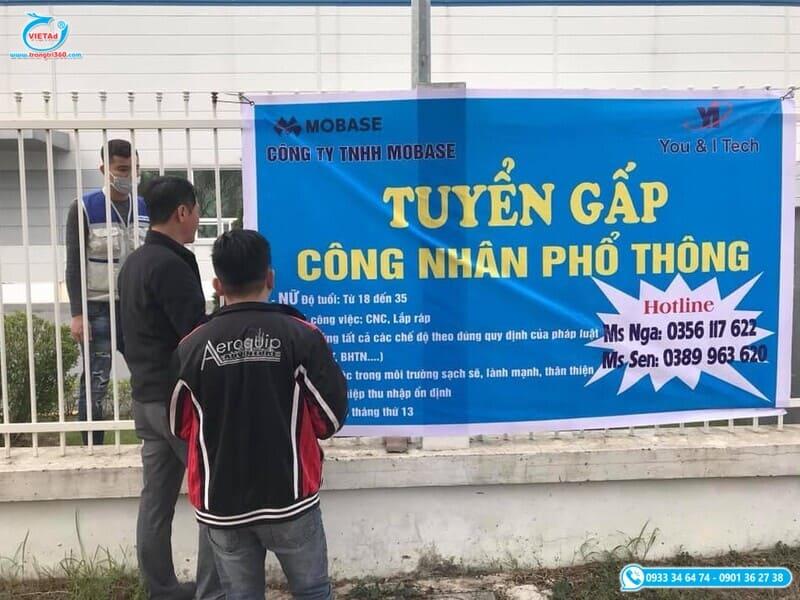 VIETAd
www.trangtri360.com
MOBASE
CÔNG TY TNHH MOBASE
You & I Tech
TUYỂN GẤP
CÔNG NHÂN PHỔ THÔNG
- NỮ Độ tuổi: Từ 18 đến 35
công việc: CNC, Lắp ráp
tất cả các chế độ theo đúng quy định của pháp luật
BHTN....)
trong môi trường sạch sẽ, lành mạnh, thân thiện
thu nhập ổn định
tháng thứ 13
Hotline
Ms Nga: 0356 117 622
Ms Sen: 0389 963 620
Aeroquip
0933 34 64 74 - 0901 36 27 38